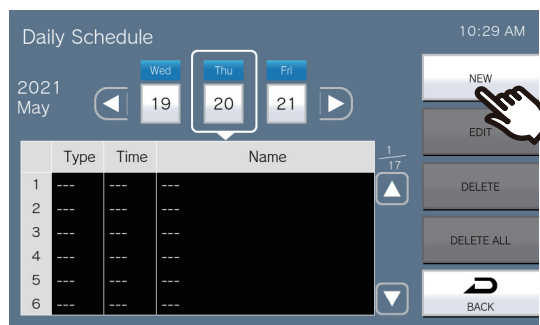 Daily Schedule
10:29 AM
2021
May
Wed
19
Thu
20
Fri
21
NEW
EDIT
DELETE
DELETE ALL
BACK
Type Time Name
1/17
1 --- --- ---
2 --- --- ---
3 --- --- ---
4 --- --- ---
5 --- --- ---
6 --- --- ---